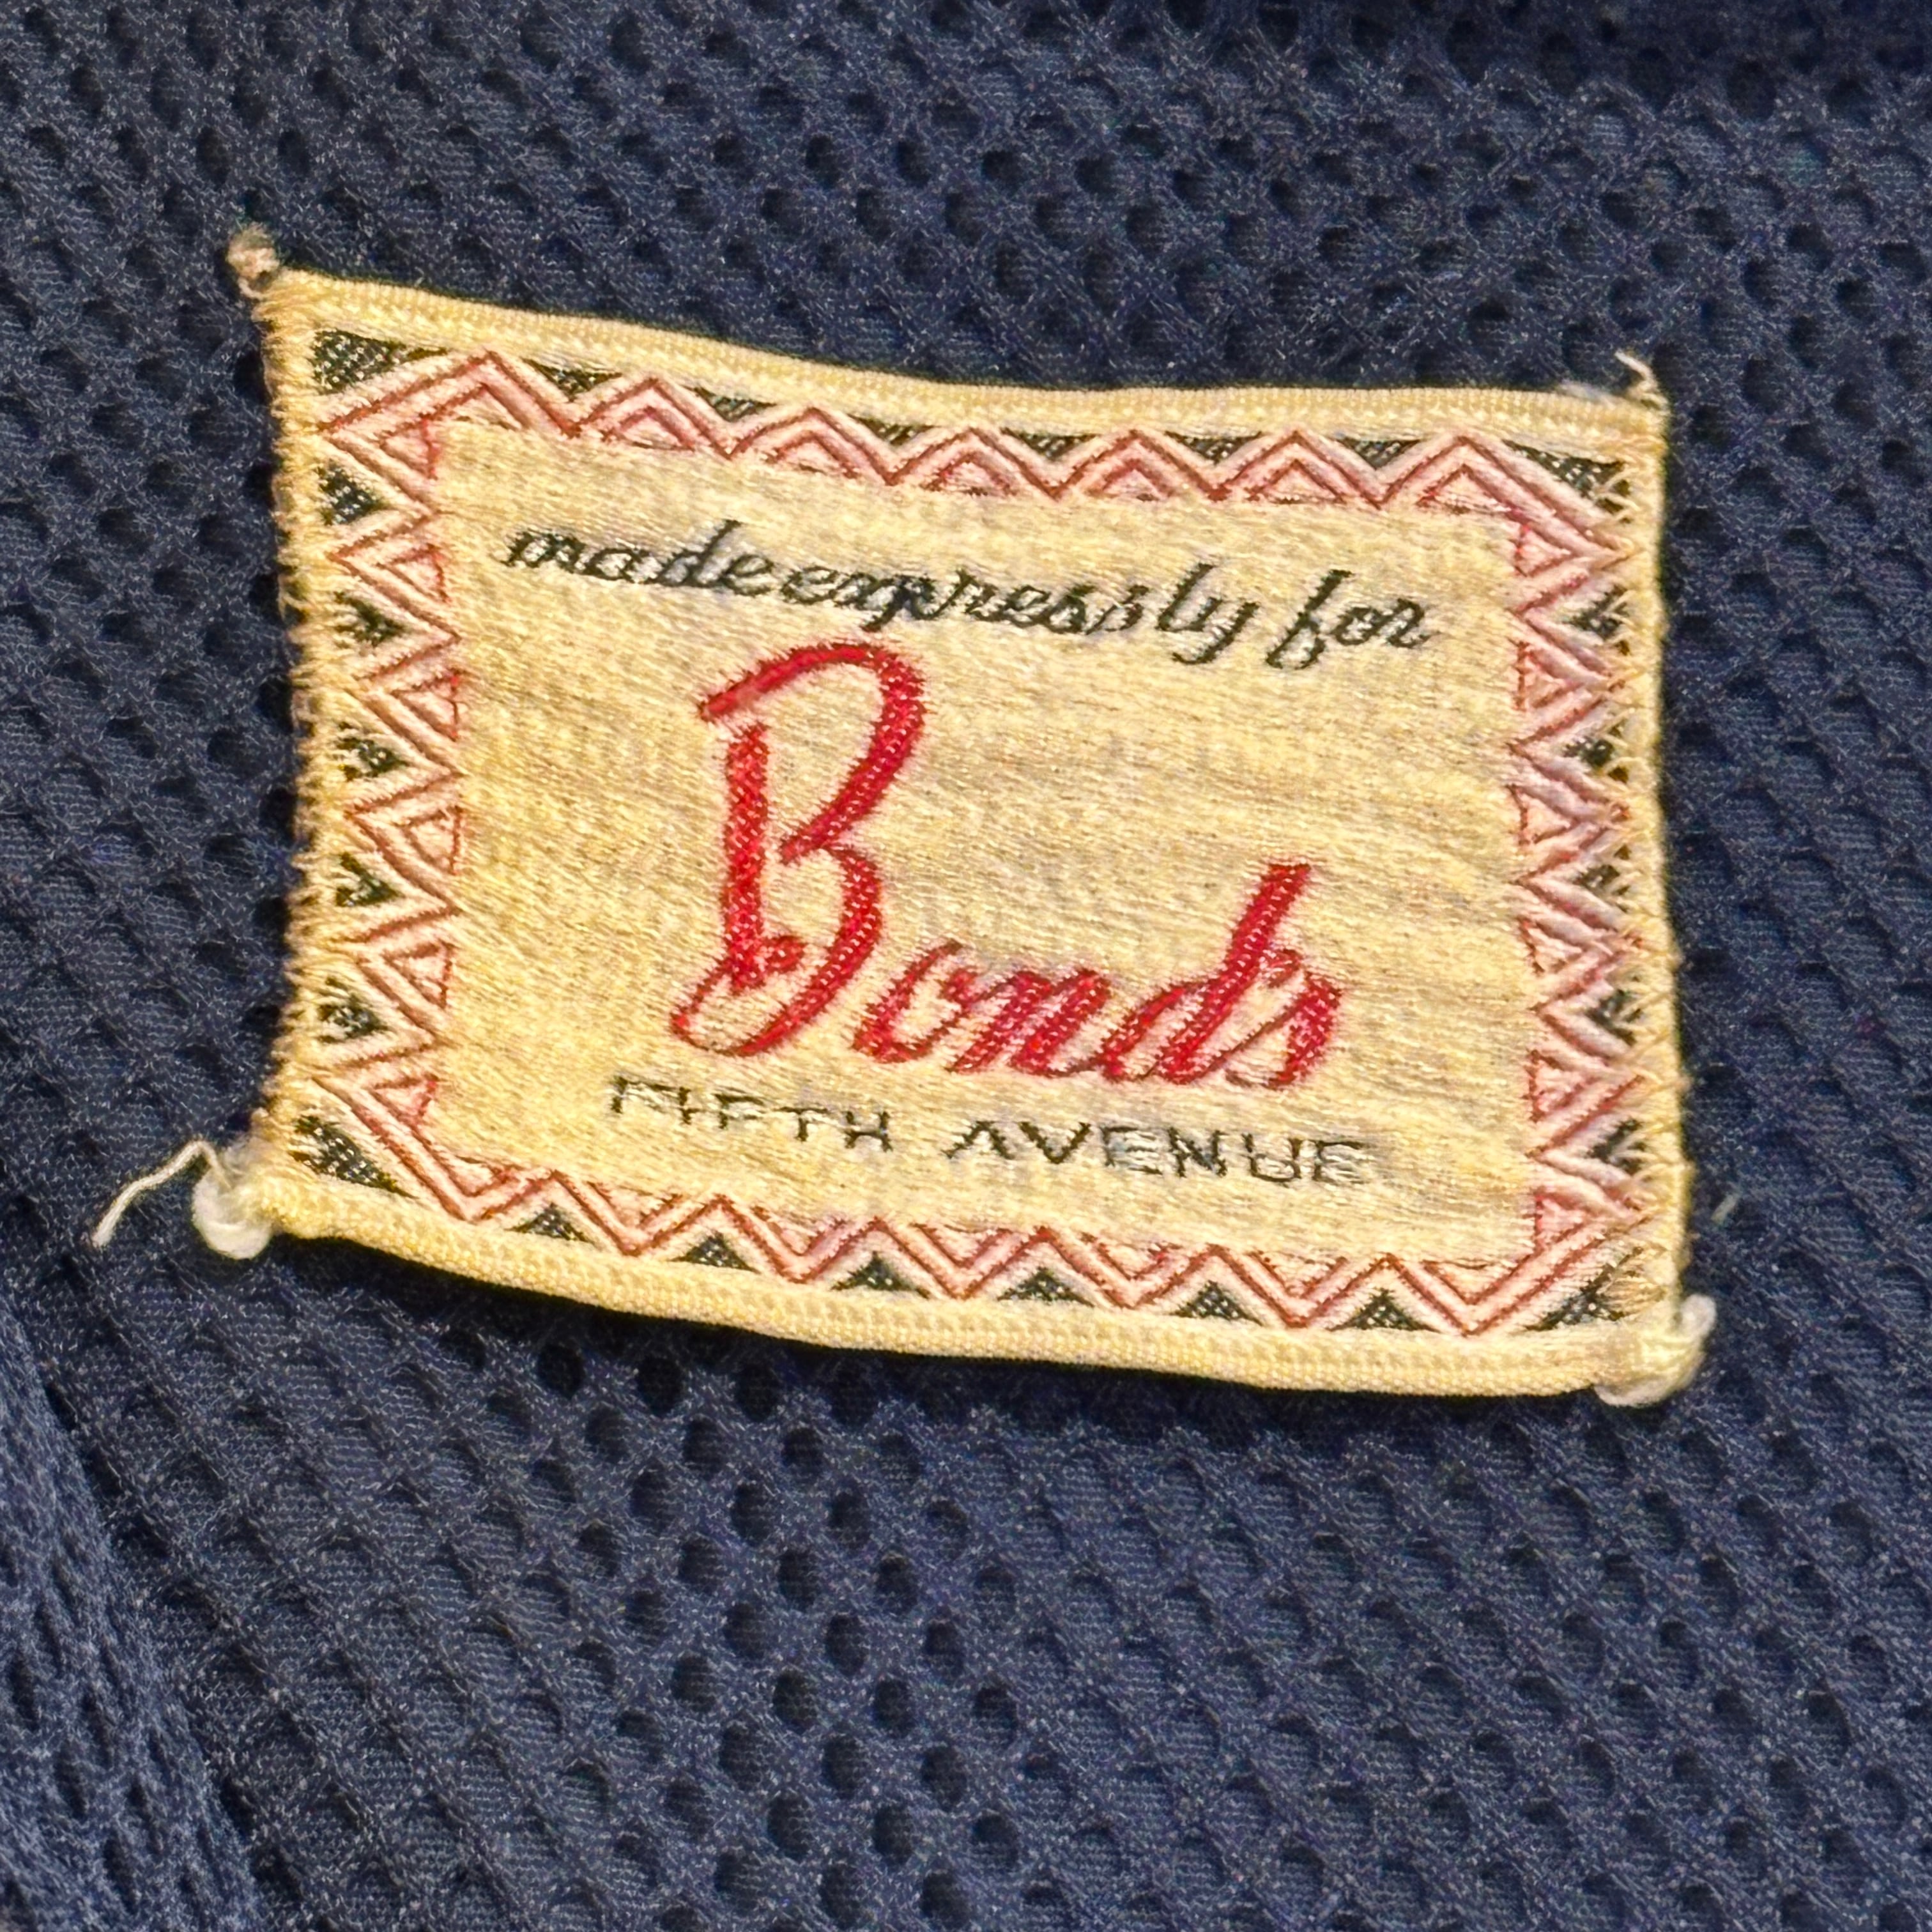 made expressly for
Bonds
FIFTH AVENUE